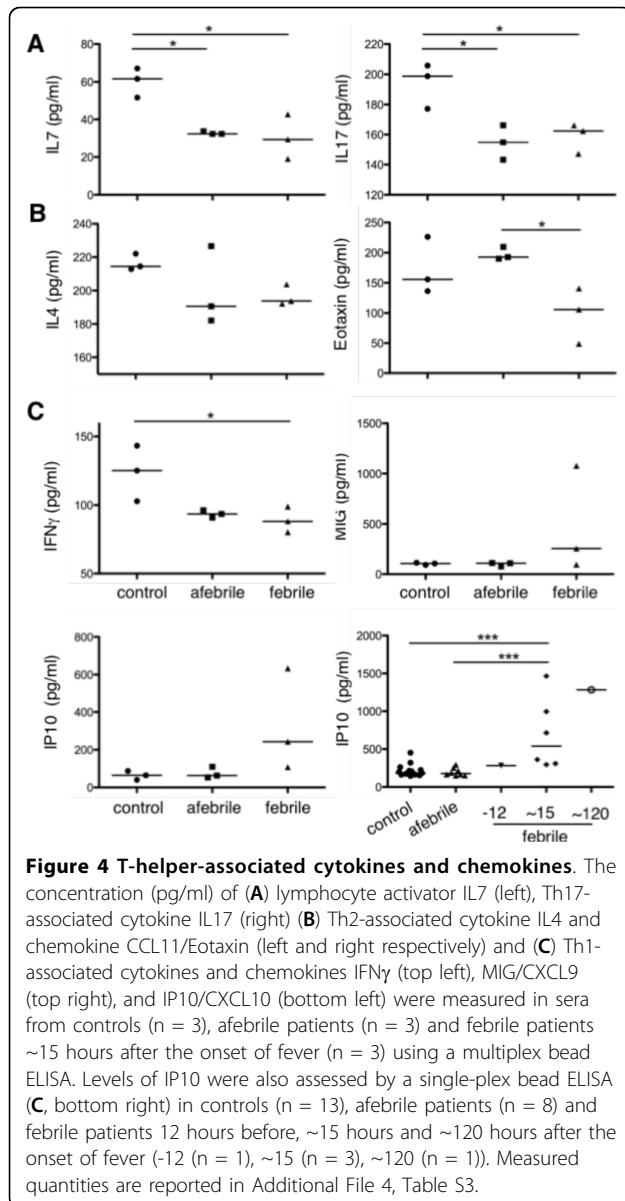 A
*
*
IL7 (pg/ml)
80
60
40
20
0
*
*
IL17 (pg/ml)
220
200
180
160
140
120
B
IL4 (pg/ml)
240
220
200
180
160
*
Eotaxin (pg/ml)
250
200
150
100
50
0
C
*
IFNγ (pg/ml)
150
100
50
control afebrile febrile
MIG (pg/ml)
1500
1000
500
0
control afebrile febrile
IP10 (pg/ml)
800
600
400
200
0
control afebrile febrile
***
***
IP10 (pg/ml)
2000
1500
1000
500
0
control afebrile -12 ~15 ~120
febrile
Figure 4 T-helper-associated cytokines and chemokines. The
concentration (pg/ml) of (A) lymphocyte activator IL7 (left), Th17-
associated cytokine IL17 (right) (B) Th2-associated cytokine IL4 and
chemokine CCL11/Eotaxin (left and right respectively) and (C) Th1-
associated cytokines and chemokines IFNγ (top left), MIG/CXCL9
(top right), and IP10/CXCL10 (bottom left) were measured in sera
from controls (n = 3), afebrile patients (n = 3) and febrile patients
~15 hours after the onset of fever (n = 3) using a multiplex bead
ELISA. Levels of IP10 were also assessed by a single-plex bead ELISA
(C, bottom right) in controls (n = 13), afebrile patients (n = 8) and
febrile patients 12 hours before, ~15 hours and ~120 hours after the
onset of fever (-12 (n = 1), ~15 (n = 3), ~120 (n = 1)). Measured
quantities are reported in Additional File 4, Table S3.